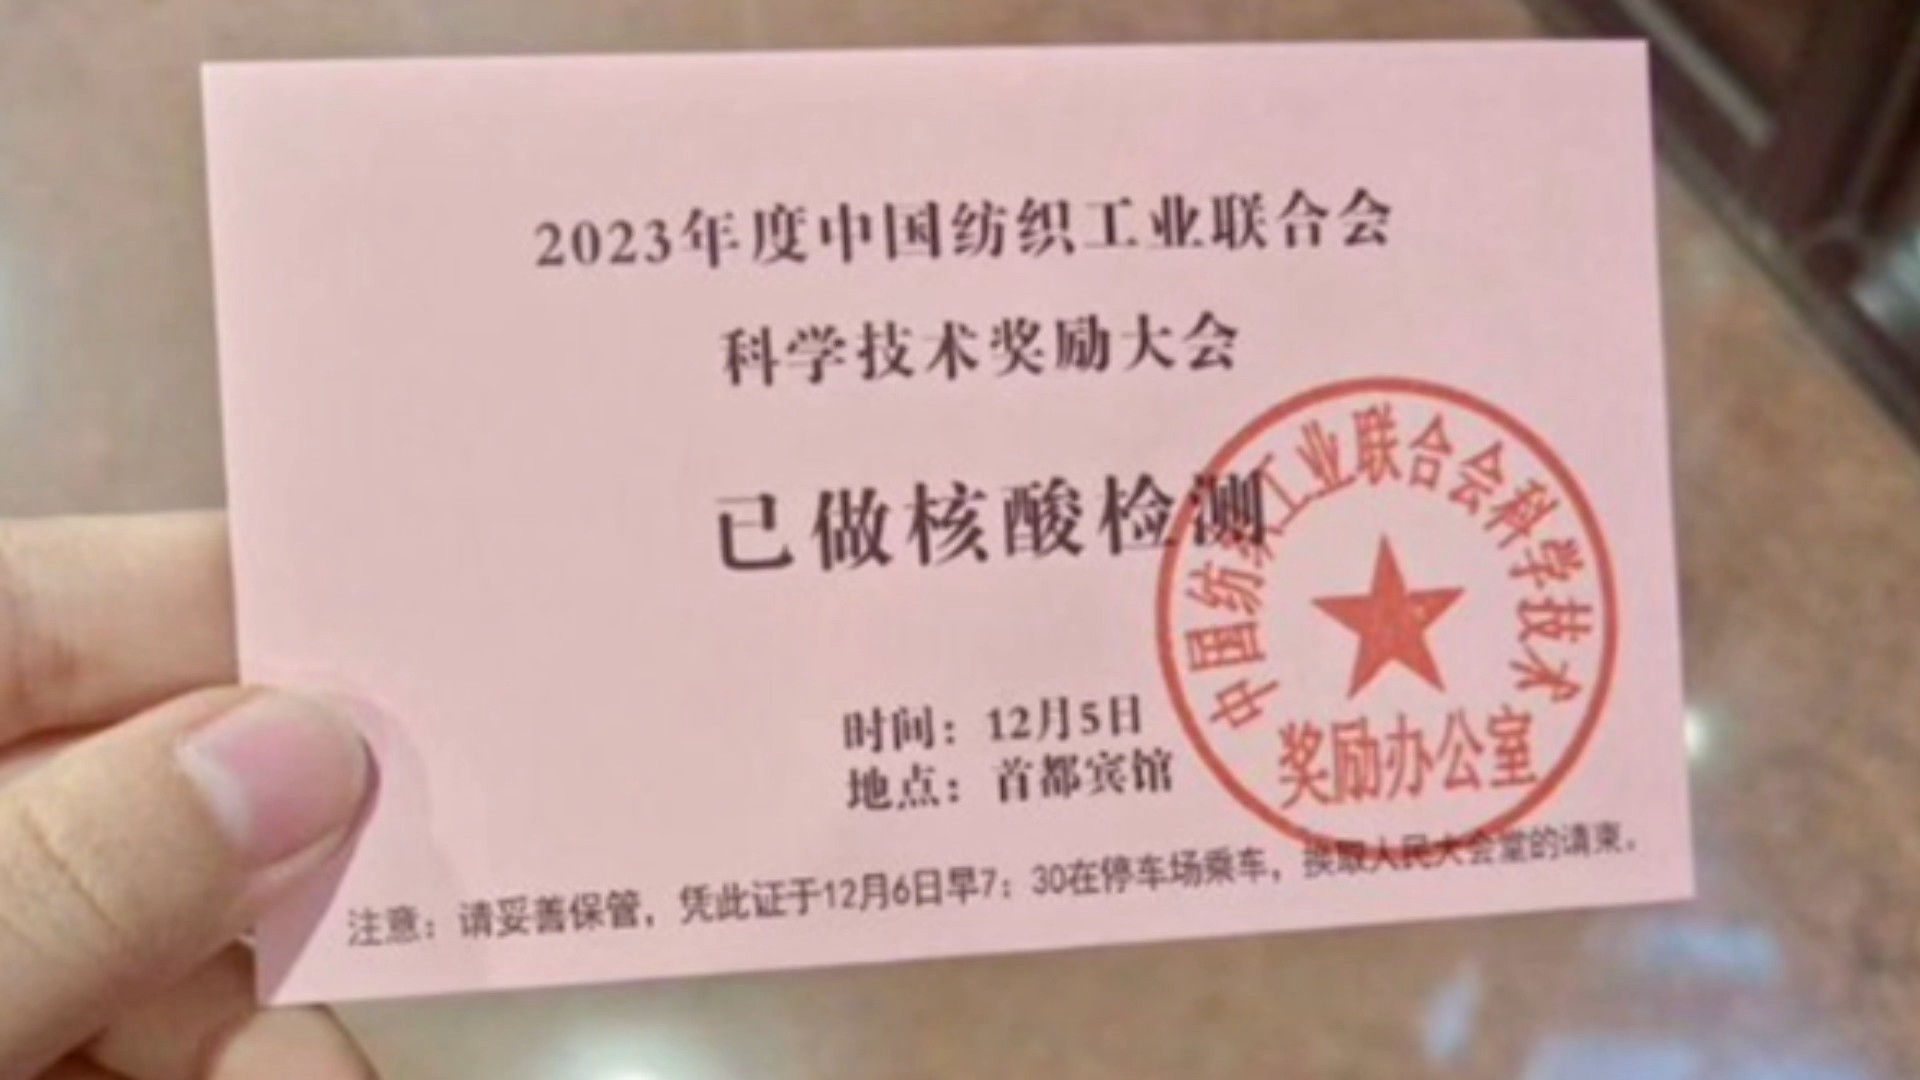 2023年度中国纺织工业联合会
科学技术奖励大会
已做核酸检测
中国纺织工业联合会科学技术
奖励办公室
时间：12月5日
地点：首都宾馆
注意：请妥善保管，凭此证于12月6日早7：30在停车场乘车，换取人民大会堂的请柬。